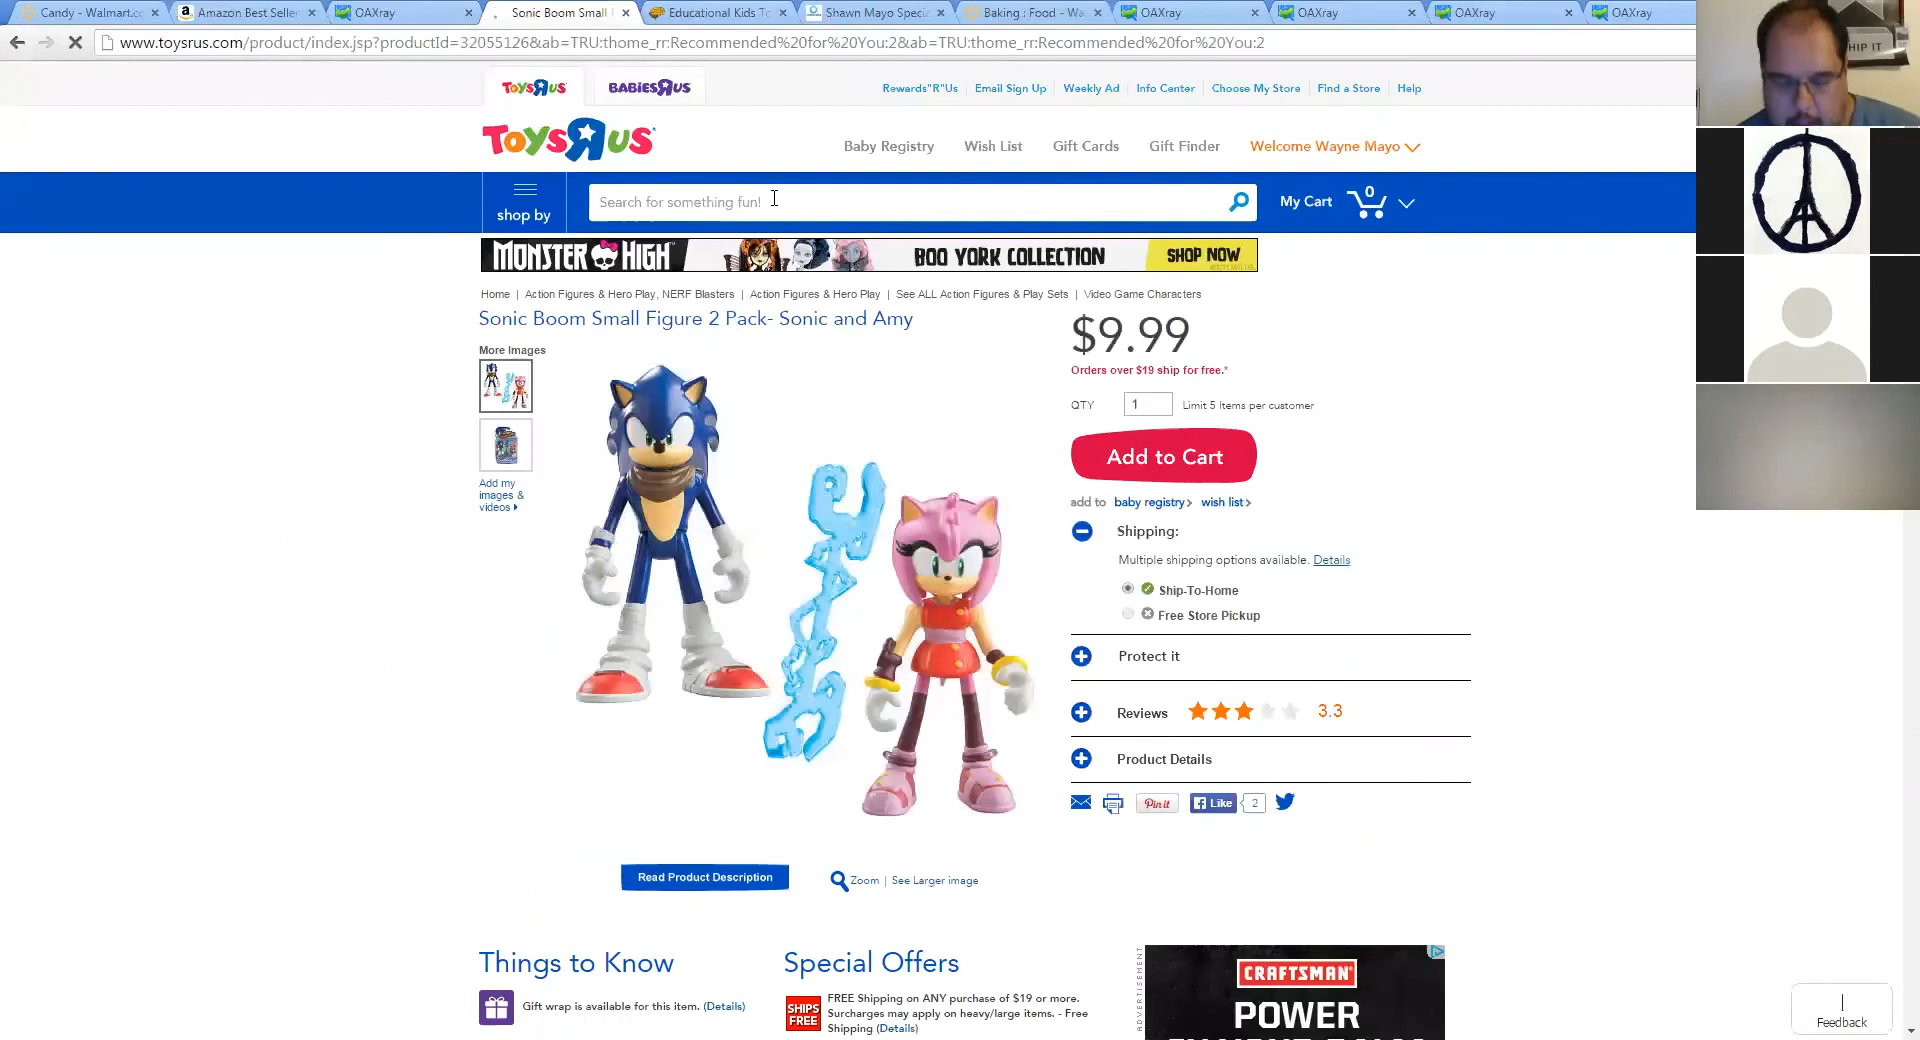 Candy - Walmart.co
Amazon Best Seller
OAXray
Sonic Boom Small
Educational Kids To
Shawn Mayo Speci
Baking : Food - Wa
OAXray
OAXray
OAXray
OAXray
www.toysrus.com/product/index.jsp?productId=32055126&ab=TRU:thome_rr:Recommended%20for%20You:2&ab=TRU:thome_rr:Recommended%20for%20You:2
HIP IT
TOYSRUS
BABIESRUS
Rewards"R"Us
Email Sign Up
Weekly Ad
Info Center
Choose My Store
Find a Store
Help
TOYSRUS
Baby Registry
Wish List
Gift Cards
Gift Finder
Welcome Wayne Mayo
shop by
Search for something fun!
My Cart
0
MONSTER HIGH
BOO YORK COLLECTION
SHOP NOW
Home | Action Figures & Hero Play, NERF Blasters | Action Figures & Hero Play | See ALL Action Figures & Play Sets | Video Game Characters
Sonic Boom Small Figure 2 Pack- Sonic and Amy
$9.99
More Images
Orders over $19 ship for free.*
QTY
1
Limit 5 Items per customer
Add to Cart
Add my
images &
videos
add to baby registry wish list
Shipping:
Multiple shipping options available. Details
Ship-To-Home
Free Store Pickup
Protect it
Reviews
3.3
Product Details
Pin it
Like
2
Read Product Description
Zoom | See Larger image
Things to Know
Special Offers
ADVERTISEMENT
CRAFTSMAN
POWER
Gift wrap is available for this item. (Details)
SHIPS
FREE
FREE Shipping on ANY purchase of $19 or more.
Surcharges may apply on heavy/large items. - Free
Shipping (Details)
Feedback